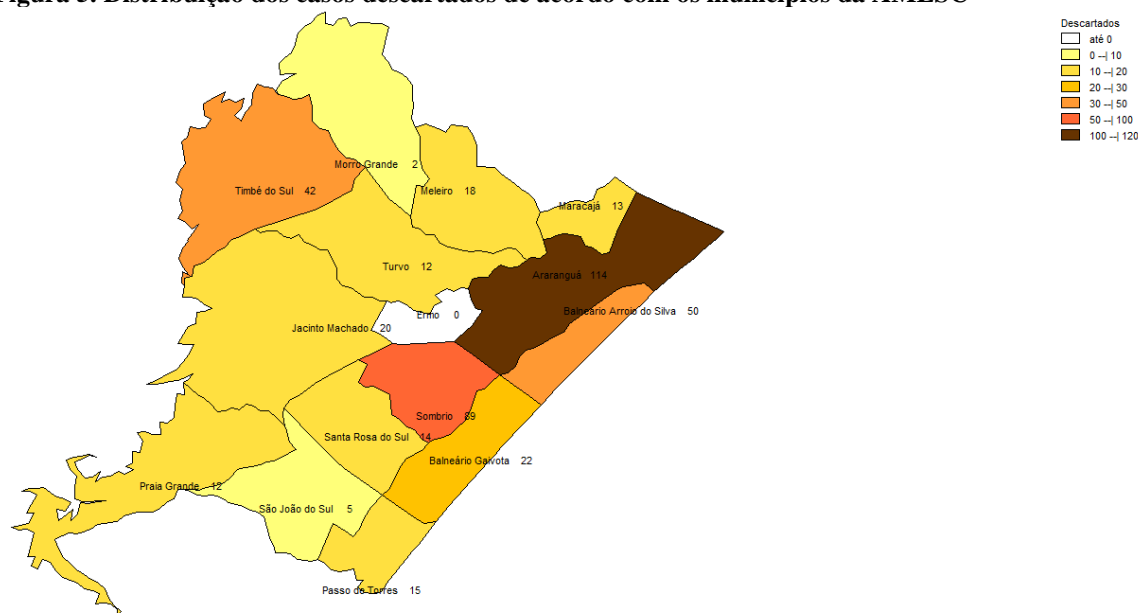 Figura 5. Distribuição dos casos descartados de acordo com os municípios da AMESC
Descartados
até 0
0 --| 10
10 --| 20
20 --| 30
30 --| 50
50 --| 100
100 --| 120
Morro Grande 2
Timbé do Sul 42
Meleiro 18
Maracajá 13
Turvo 12
Araranguá 114
Balneário Arroio do Silva 50
Ermo 0
Jacinto Machado 20
Sombrio 89
Santa Rosa do Sul 14
Balneário Gaivota 22
Praia Grande 12
São João do Sul 5
Passo de Torres 15